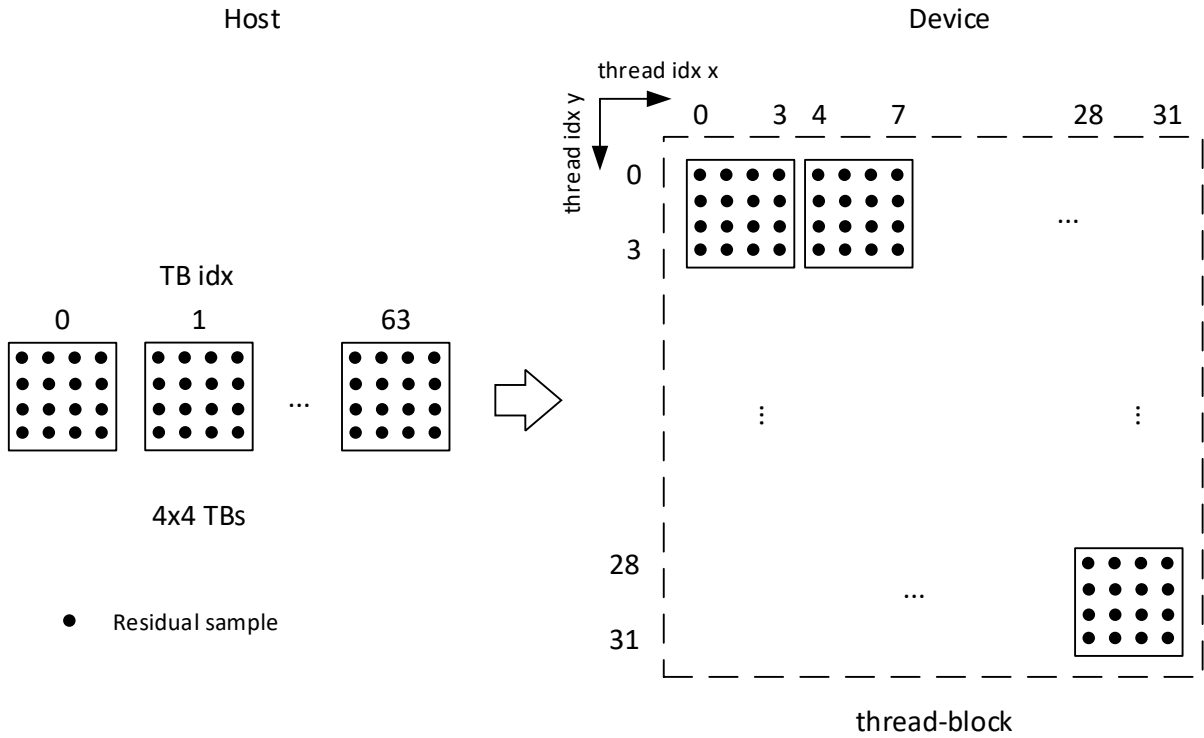 Host
Device
thread idx x
thread idx y
0 3 4 7 28 31
0
3
...
TB idx
0 1 63
...
...
...
4x4 TBs
28
31
...
Residual sample
thread-block